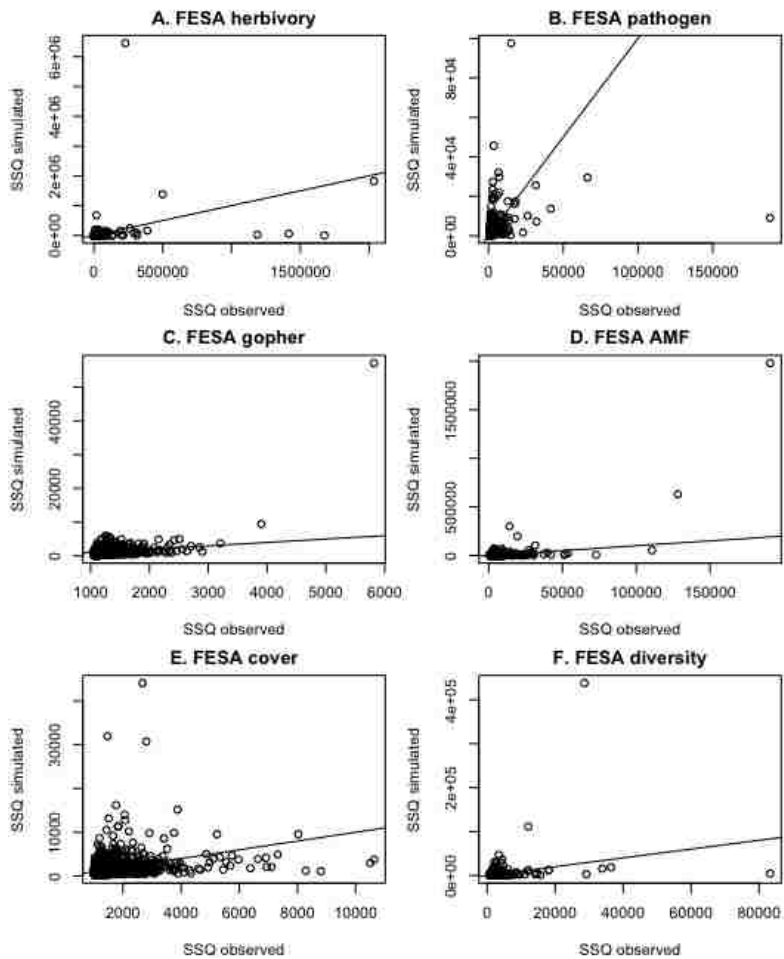 A. FESA herbivory
SSQ simulated
0e+00 2e+06 4e+06 6e+06
0 500000 1500000
SSQ observed
B. FESA pathogen
SSQ simulated
0e+00 4e+04 8e+04
0 50000 100000 150000
SSQ observed
C. FESA gopher
SSQ simulated
0 20000 40000
1000 2000 3000 4000 5000 6000
SSQ observed
D. FESA AMF
SSQ simulated
0 500000 1500000
0 50000 100000 150000
SSQ observed
E. FESA cover
SSQ simulated
0 10000 30000
2000 4000 6000 8000 10000
SSQ observed
F. FESA diversity
SSQ simulated
0e+00 2e+05 4e+05
0 20000 40000 60000 80000
SSQ observed